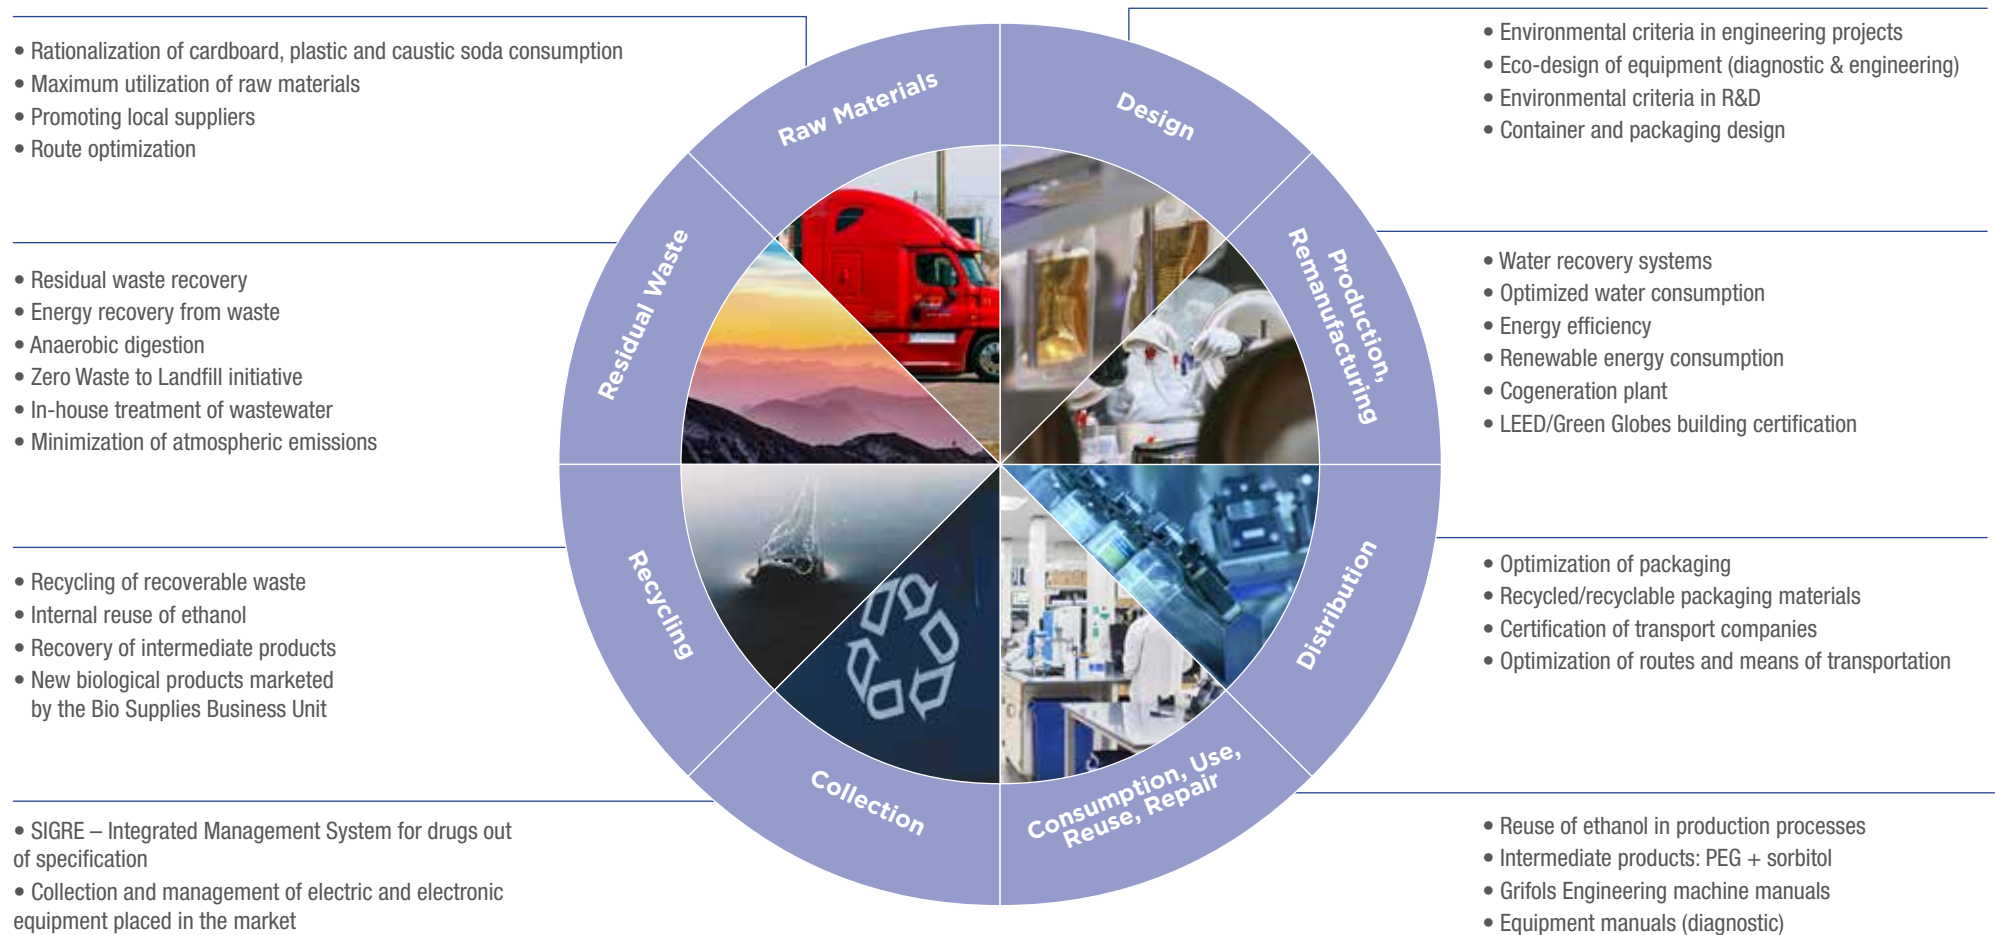 • Rationalization of cardboard, plastic and caustic soda consumption
• Maximum utilization of raw materials
• Promoting local suppliers
• Route optimization
Raw Materials
Design
• Environmental criteria in engineering projects
• Eco-design of equipment (diagnostic & engineering)
• Environmental criteria in R&D
• Container and packaging design
• Residual waste recovery
• Energy recovery from waste
• Anaerobic digestion
• Zero Waste to Landfill initiative
• In-house treatment of wastewater
• Minimization of atmospheric emissions
Residual Waste
Production,
Remanufacturing
• Water recovery systems
• Optimized water consumption
• Energy efficiency
• Renewable energy consumption
• Cogeneration plant
• LEED/Green Globes building certification
• Recycling of recoverable waste
• Internal reuse of ethanol
• Recovery of intermediate products
• New biological products marketed
by the Bio Supplies Business Unit
Recycling
Distribution
• Optimization of packaging
• Recycled/recyclable packaging materials
• Certification of transport companies
• Optimization of routes and means of transportation
• SIGRE – Integrated Management System for drugs out
of specification
• Collection and management of electric and electronic
equipment placed in the market
Collection
Consumption, Use,
Reuse, Repair
• Reuse of ethanol in production processes
• Intermediate products: PEG + sorbitol
• Grifols Engineering machine manuals
• Equipment manuals (diagnostic)